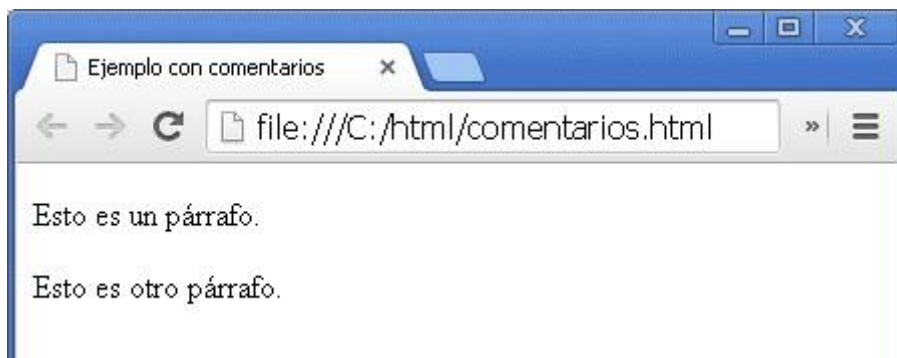 Ejemplo con comentarios
file:///C:/html/comentarios.html
Esto es un párrafo.
Esto es otro párrafo.